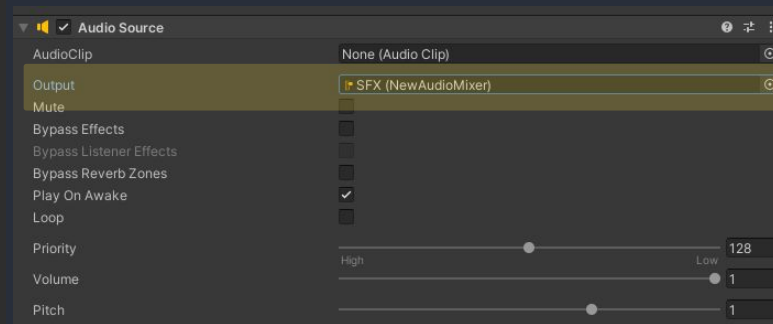 Audio Source
AudioClip None (Audio Clip)
Output SFX (NewAudioMixer)
Mute
Bypass Effects
Bypass Listener Effects
Bypass Reverb Zones
Play On Awake
Loop
Priority 128
High Low
Volume 1
Pitch 1